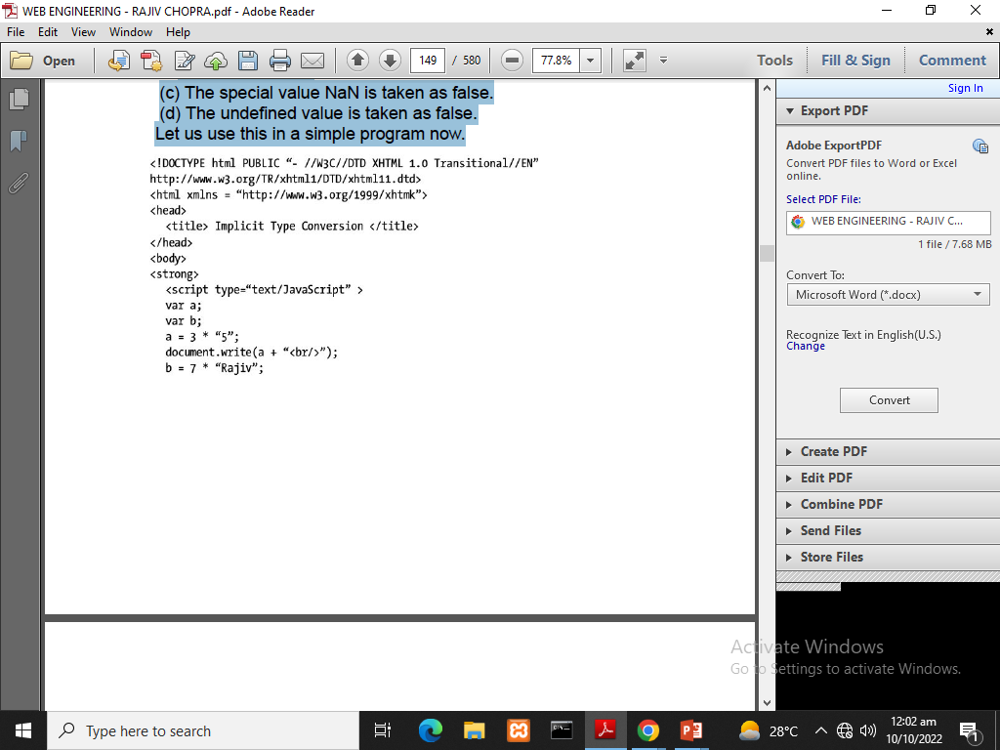 WEB ENGINEERING - RAJIV CHOPRA.pdf - Adobe Reader
File Edit View Window Help
Open 149 / 580 77.8% Tools Fill & Sign Comment
Sign In
(c) The special value NaN is taken as false.
(d) The undefined value is taken as false.
Let us use this in a simple program now.
<!DOCTYPE html PUBLIC “- //W3C//DTD XHTML 1.0 Transitional//EN”
http://www.w3.org/TR/xhtml1/DTD/xhtml11.dtd>
<html xmlns = “http://www.w3.org/1999/xhtmk”>
<head>
<title> Implicit Type Conversion </title>
</head>
<body>
<strong>
<script type=“text/JavaScript” >
var a;
var b;
a = 3 * “5”;
document.write(a + “<br/>”);
b = 7 * “Rajiv”;
Export PDF
Adobe ExportPDF
Convert PDF files to Word or Excel
online.
Select PDF File:
WEB ENGINEERING - RAJIV C...
1 file / 7.68 MB
Convert To:
Microsoft Word (*.docx)
Recognize Text in English(U.S.)
Change
Convert
Create PDF
Edit PDF
Combine PDF
Send Files
Store Files
Activate Windows
Go to Settings to activate Windows.
Type here to search
28°C
12:02 am
10/10/2022
1